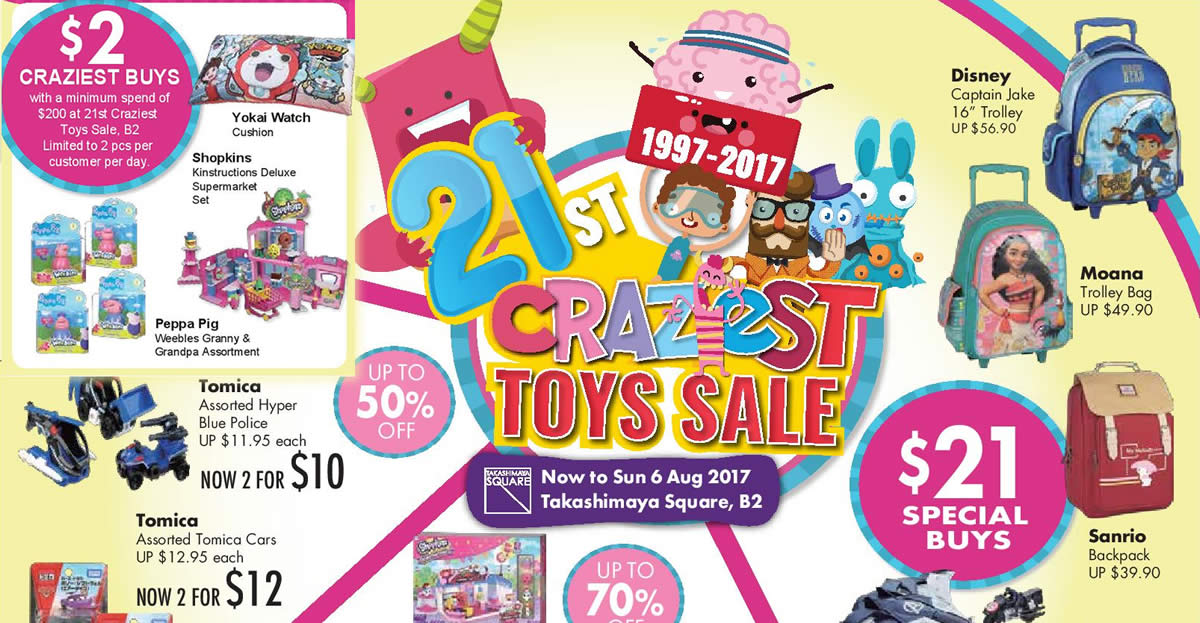 $2
CRAZIEST BUYS
with a minimum spend of
$200 at 21st Craziest
Toys Sale, B2
Limited to 2 pcs per
customer per day.
Yokai Watch
Cushion
Shopkins
Kinstructions Deluxe
Supermarket
Set
Peppa Pig
Weebles Granny &
Grandpa Assortment
Tomica
Assorted Hyper
Blue Police
UP $11.95 each
NOW 2 FOR $10
Tomica
Assorted Tomica Cars
UP $12.95 each
NOW 2 FOR $12
UP TO
50%
OFF
1997-2017
21ST
CRAZIEST
TOYS SALE
TAKASHIMAYA
SQUARE
Now to Sun 6 Aug 2017
Takashimaya Square, B2
UP TO
70%
OFF
Disney
Captain Jake
16” Trolley
UP $56.90
Moana
Trolley Bag
UP $49.90
$21
SPECIAL
BUYS
Sanrio
Backpack
UP $39.90